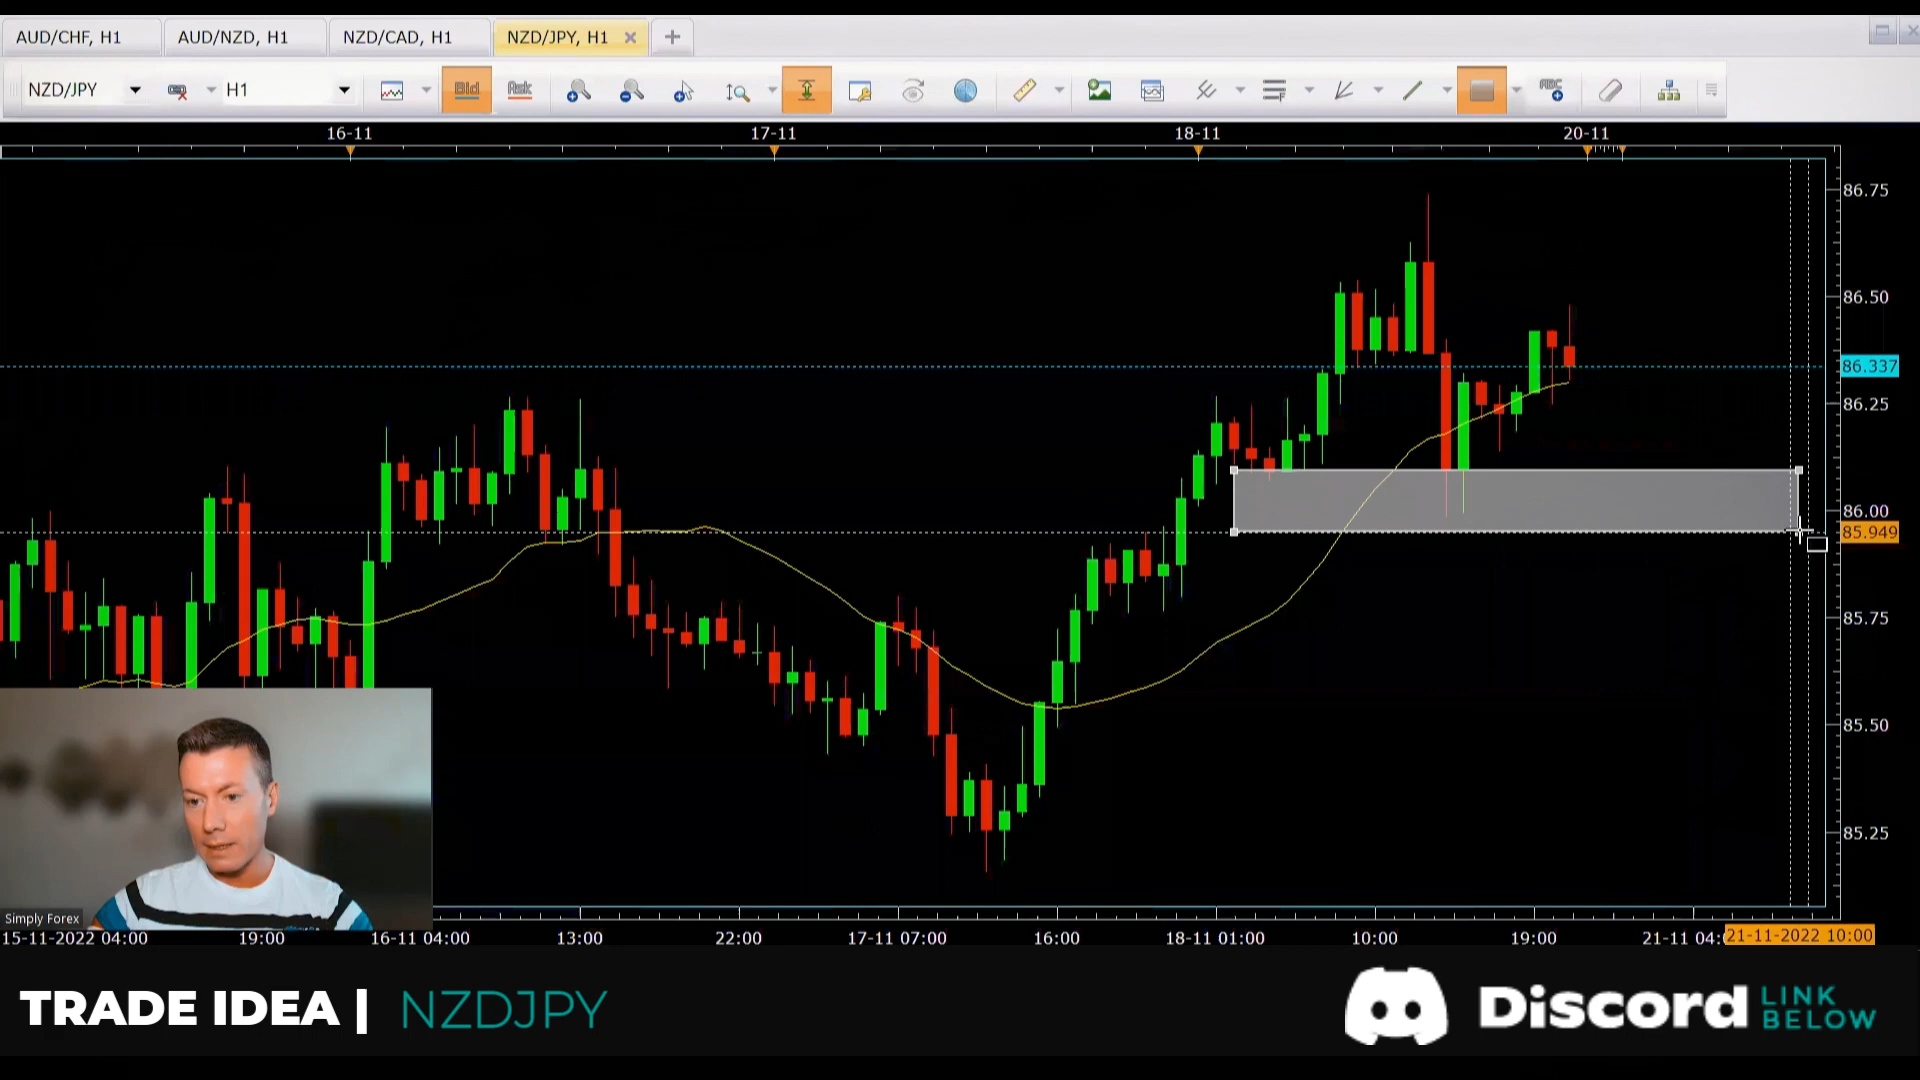 AUD/CHF, H1
AUD/NZD, H1
NZD/CAD, H1
NZD/JPY, H1
NZD/JPY
H1
Bid
Ask
ABC
16-11
17-11
18-11
20-11
86.75
86.50
86.337
86.25
86.00
85.949
85.75
85.50
85.25
Simply Forex
15-11-2022 04:00
19:00
16-11 04:00
13:00
22:00
17-11 07:00
16:00
18-11 01:00
10:00
19:00
21-11 04:
21-11-2022 10:00
TRADE IDEA | NZDJPY
Discord
LINK
BELOW